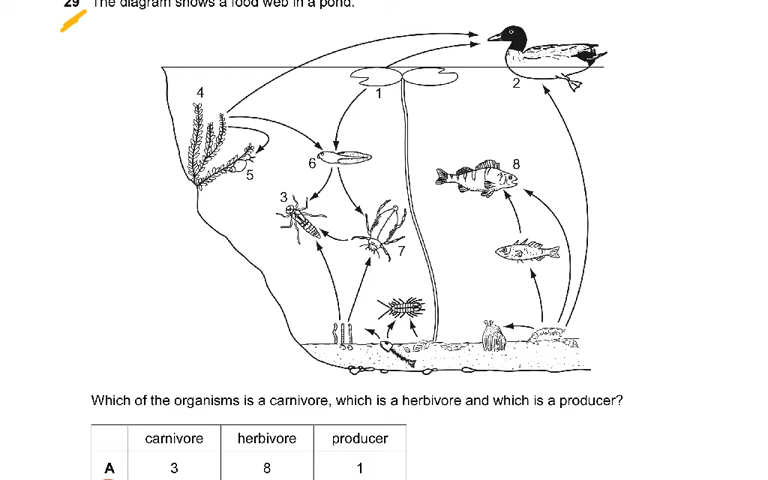 29 The diagram shows a food web in a pond.
4
1
2
6
5
8
3
7
Which of the organisms is a carnivore, which is a herbivore and which is a producer?
carnivore herbivore producer
A 3 8 1